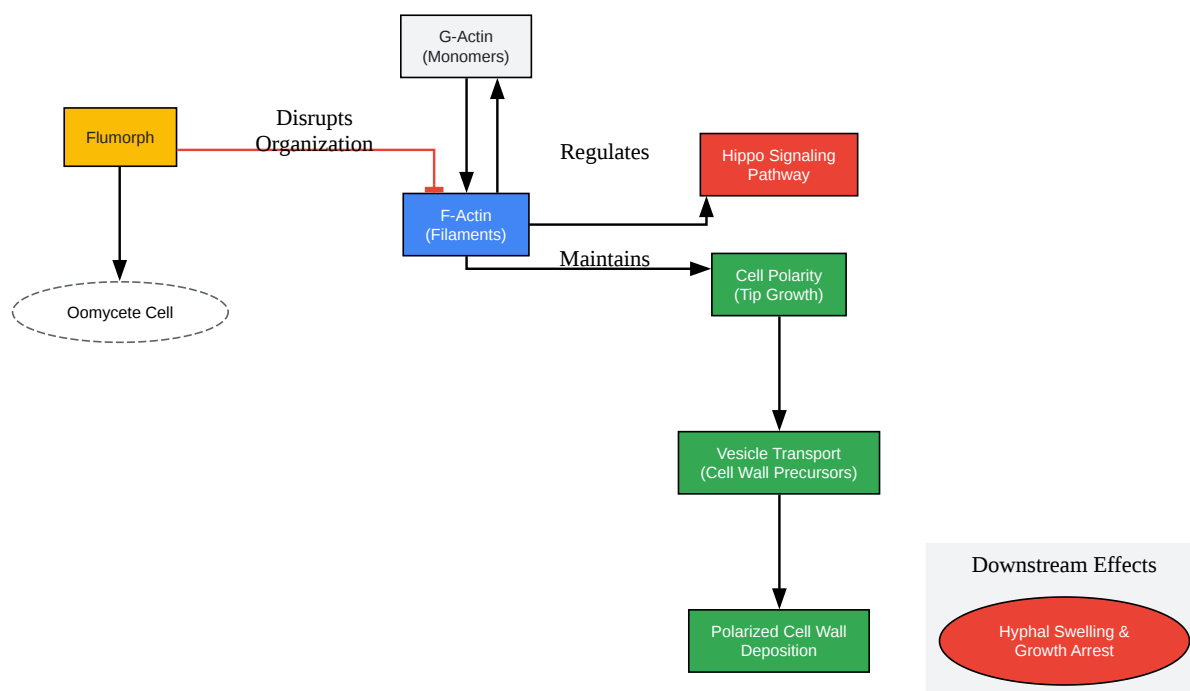 G-Actin
(Monomers)
Flumorph
Disrupts
Organization
Regulates
Hippo Signaling
Pathway
F-Actin
(Filaments)
Maintains
Cell Polarity
(Tip Growth)
Oomycete Cell
Vesicle Transport
(Cell Wall Precursors)
Downstream Effects
Polarized Cell Wall
Deposition
Hyphal Swelling &
Growth Arrest